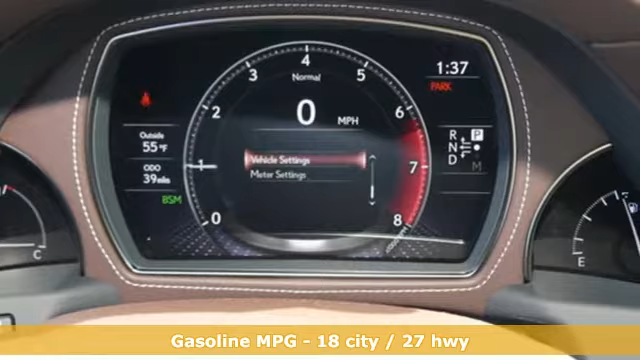 4
3
5
Normal
1:37
PARK
2
0
MPH
6
Outside
55°F
R P
N
D M
ODO
39mile
1
Vehicle Settings
Meter Settings
7
BSM
0
8
C
E
Gasoline MPG - 18 city / 27 hwy